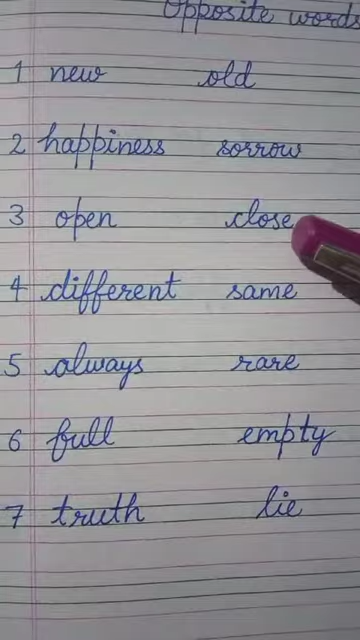 Opposite words
1 new old
2 happiness sorrow
3 open close
4 different same
5 always rare
6 full empty
7 truth lie